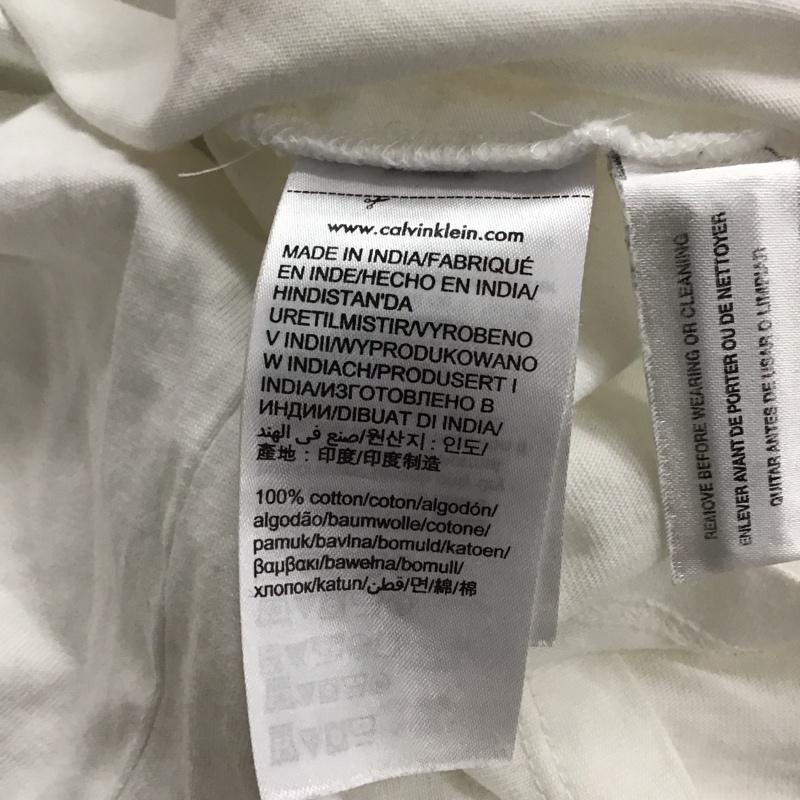 www.calvinklein.com
MADE IN INDIA/FABRIQUÉ
EN INDE/HECHO EN INDIA/
HINDISTAN'DA
URETILMISTIR/VYROBENO
V INDII/WYPRODUKOWANO
W INDIACH/PRODUSERT I
INDIA/ИЗГОТОВЛЕНО В
ИНДИИ/DIBUAT DI INDIA/
صنع في الهند/원산지 : 인도/
產地 : 印度/印度制造
100% cotton/coton/algodón/
algodão/baumwolle/cotone/
pamuk/bavlna/bomuld/katoen/
βαμβακι/bawełna/bomull/
хлопок/katun/قطن/면/綿/棉
REMOVE BEFORE WEARING OR CLEANING
ENLEVER AVANT DE PORTER OU DE NETTOYER
QUITAR ANTES DE USAR O LIMPIAR